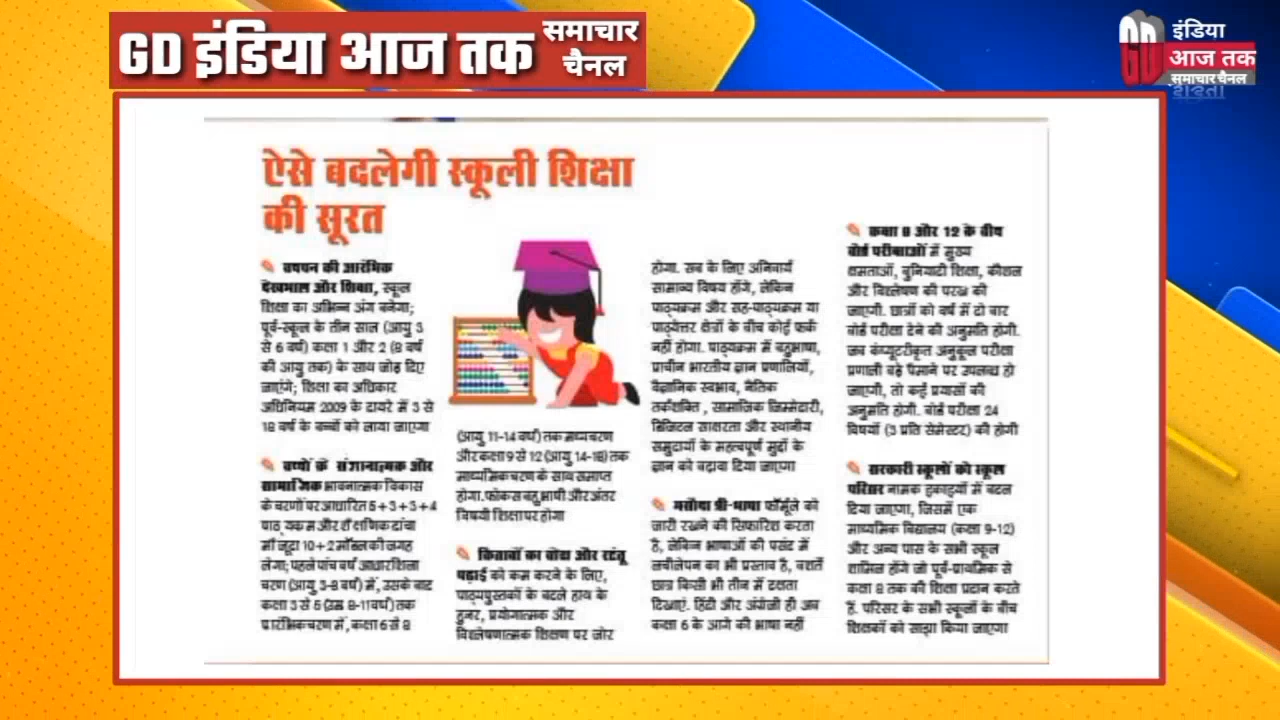 GD इंडिया आज तक
समाचार
चैनल
GD
इंडिया
आज तक
समाचार चैनल
ऐसे बदलेगी स्कूली शिक्षा
की सूरत
बचपन की आरंभिक
देखभाल और शिक्षा, स्कूल
शिक्षा का अभिन्न अंग बनेगा;
पूर्व-स्कूल के तीन साल (आयु 3
से 6 वर्ष) कक्षा 1 और 2 (8 वर्ष
की आयु तक) के साथ जोड़ दिए
जाएंगे; शिक्षा का अधिकार
अधिनियम 2009 के दायरे में 3 से
18 वर्ष के बच्चों को लाया जाएगा
बच्चों के संज्ञानात्मक और
सामाजिक भावनात्मक विकास
के चरणों पर आधारित 5+3+3+4
पाठ्यक्रम और शैक्षणिक ढांचा
मौजूदा 10+2 मॉडल की जगह
लेगा; पहले पांच वर्ष आधारशिला
चरण (आयु 3-8 वर्ष) में, उसके बाद
कक्षा 3 से 5 (उम्र 8-11 वर्ष) तक
प्रारंभिक चरण में, कक्षा 6 से 8
(आयु 11-14 वर्ष) तक मध्य चरण
और कक्षा 9 से 12 (आयु 14-18) तक
माध्यमिक चरण के साथ समाप्त
होगा. फोकस बहुभाषी और अंतर
विषयी शिक्षा पर होगा
किताबों का बोझ और रटंतू
पढ़ाई को कम करने के लिए,
पाठ्यपुस्तकों के बदले हाथ के
हुनर, प्रयोगात्मक और
विश्लेषणात्मक शिक्षण पर जोर
होगा. सब के लिए अनिवार्य
सामान्य विषय होंगे, लेकिन
पाठ्यक्रम और सह-पाठ्यक्रम या
पाठ्येत्तर क्षेत्रों के बीच कोई फर्क
नहीं होगा. पाठ्यक्रम में बहुभाषा,
प्राचीन भारतीय ज्ञान प्रणालियों,
वैज्ञानिक स्वभाव, नैतिक
तर्कशक्ति, सामाजिक जिम्मेदारी,
डिजिटल साक्षरता और स्थानीय
समुदायों के महत्वपूर्ण मुद्दों के
ज्ञान को बढ़ावा दिया जाएगा
मसौदा त्रि-भाषा फॉर्मूले को
जारी रखने की सिफारिश करता
है, लेकिन भाषाओं की पसंद में
लचीलेपन का भी प्रस्ताव है, बशर्ते
छात्र किसी भी तीन में दक्षता
दिखाएं. हिंदी और अंग्रेजी ही अब
कक्षा 6 के आगे की भाषा नहीं
कक्षा 8 और 12 के बीच
बोर्ड परीक्षाओं में मुख्य
क्षमताओं, बुनियादी शिक्षा, कौशल
और विश्लेषण की परख की
जाएगी. छात्रों को वर्ष में दो बार
बोर्ड परीक्षा देने की अनुमति होगी.
जब कंप्यूटरीकृत अनुकूल परीक्षा
प्रणाली बड़े पैमाने पर उपलब्ध हो
जाएगी, तो कई प्रयासों की
अनुमति होगी. बोर्ड परीक्षा 24
विषयों (3 प्रति सेमेस्टर) की होगी
सरकारी स्कूलों को स्कूल
परिसर नामक इकाइयों में बदल
दिया जाएगा, जिसमें एक
माध्यमिक विद्यालय (कक्षा 9-12)
और अन्य पास के सभी स्कूल
शामिल होंगे जो पूर्व-प्राथमिक से
कक्षा 8 तक की शिक्षा प्रदान करते
हैं. परिसर के सभी स्कूलों के बीच
शिक्षकों को साझा किया जाएगा